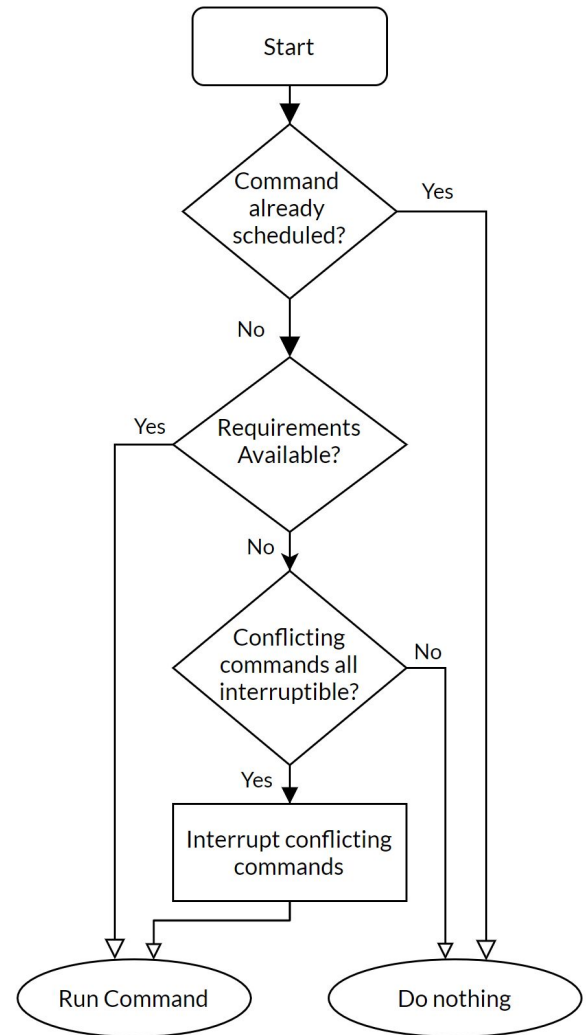 Start
Command
already
scheduled?
Yes
No
Yes
Requirements
Available?
No
Conflicting
commands all
interruptible?
No
Yes
Interrupt conflicting
commands
Run Command
Do nothing